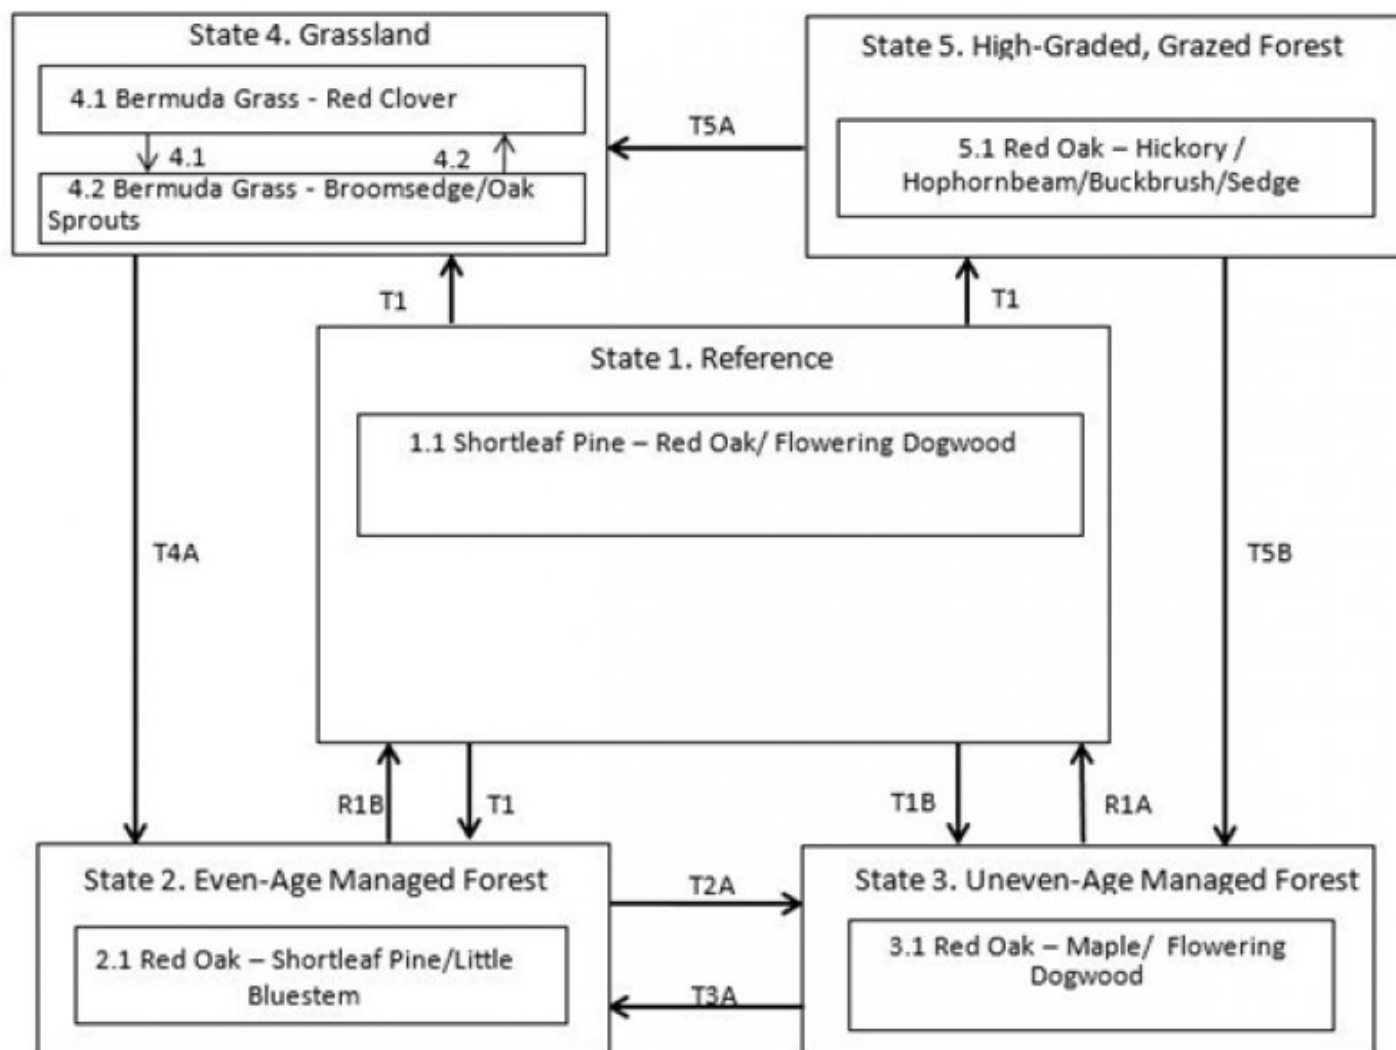 State 4. Grassland
4.1 Bermuda Grass - Red Clover
4.1
4.2
4.2 Bermuda Grass - Broomsedge/Oak
Sprouts
State 5. High-Graded, Grazed Forest
5.1 Red Oak – Hickory /
Hophornbeam/Buckbrush/Sedge
T5A
T1
T1
State 1. Reference
1.1 Shortleaf Pine – Red Oak/ Flowering Dogwood
T4A
T5B
R1B
T1
T1B
R1A
State 2. Even-Age Managed Forest
2.1 Red Oak – Shortleaf Pine/Little
Bluestem
T2A
T3A
State 3. Uneven-Age Managed Forest
3.1 Red Oak – Maple/ Flowering
Dogwood